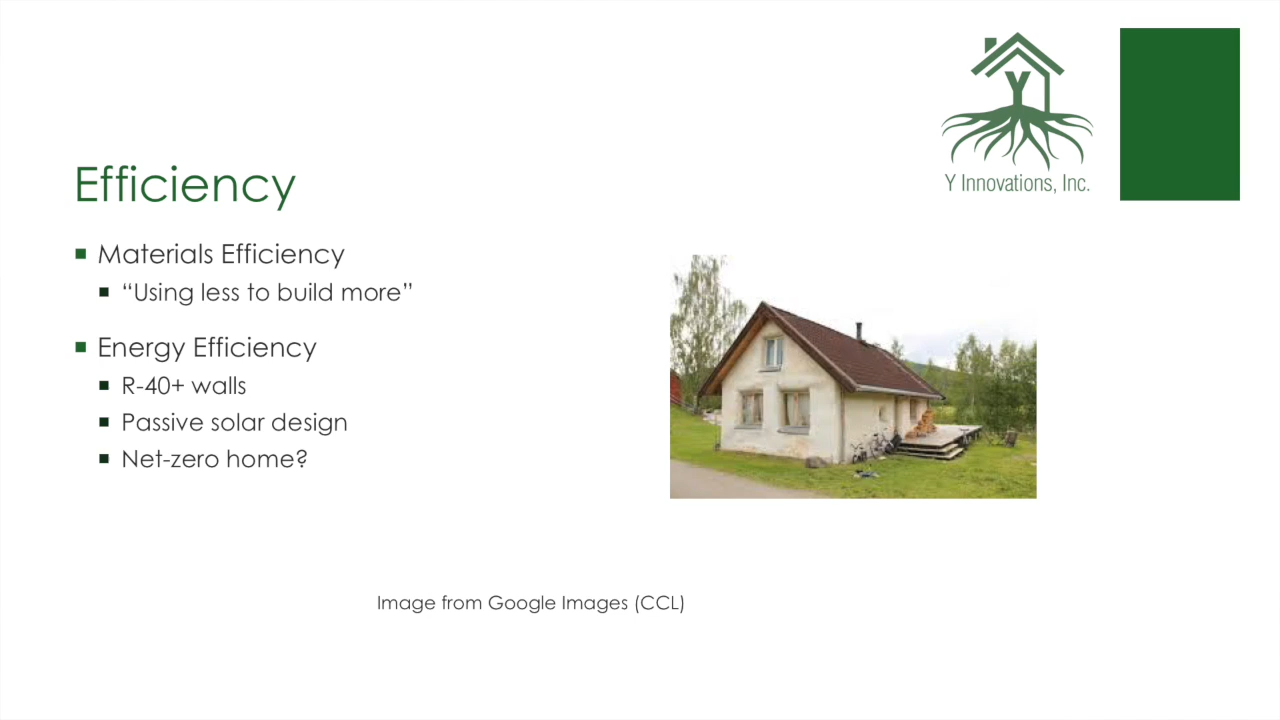 Y Innovations, Inc.
Efficiency
Materials Efficiency
“Using less to build more”
Energy Efficiency
R-40+ walls
Passive solar design
Net-zero home?
Image from Google Images (CCL)